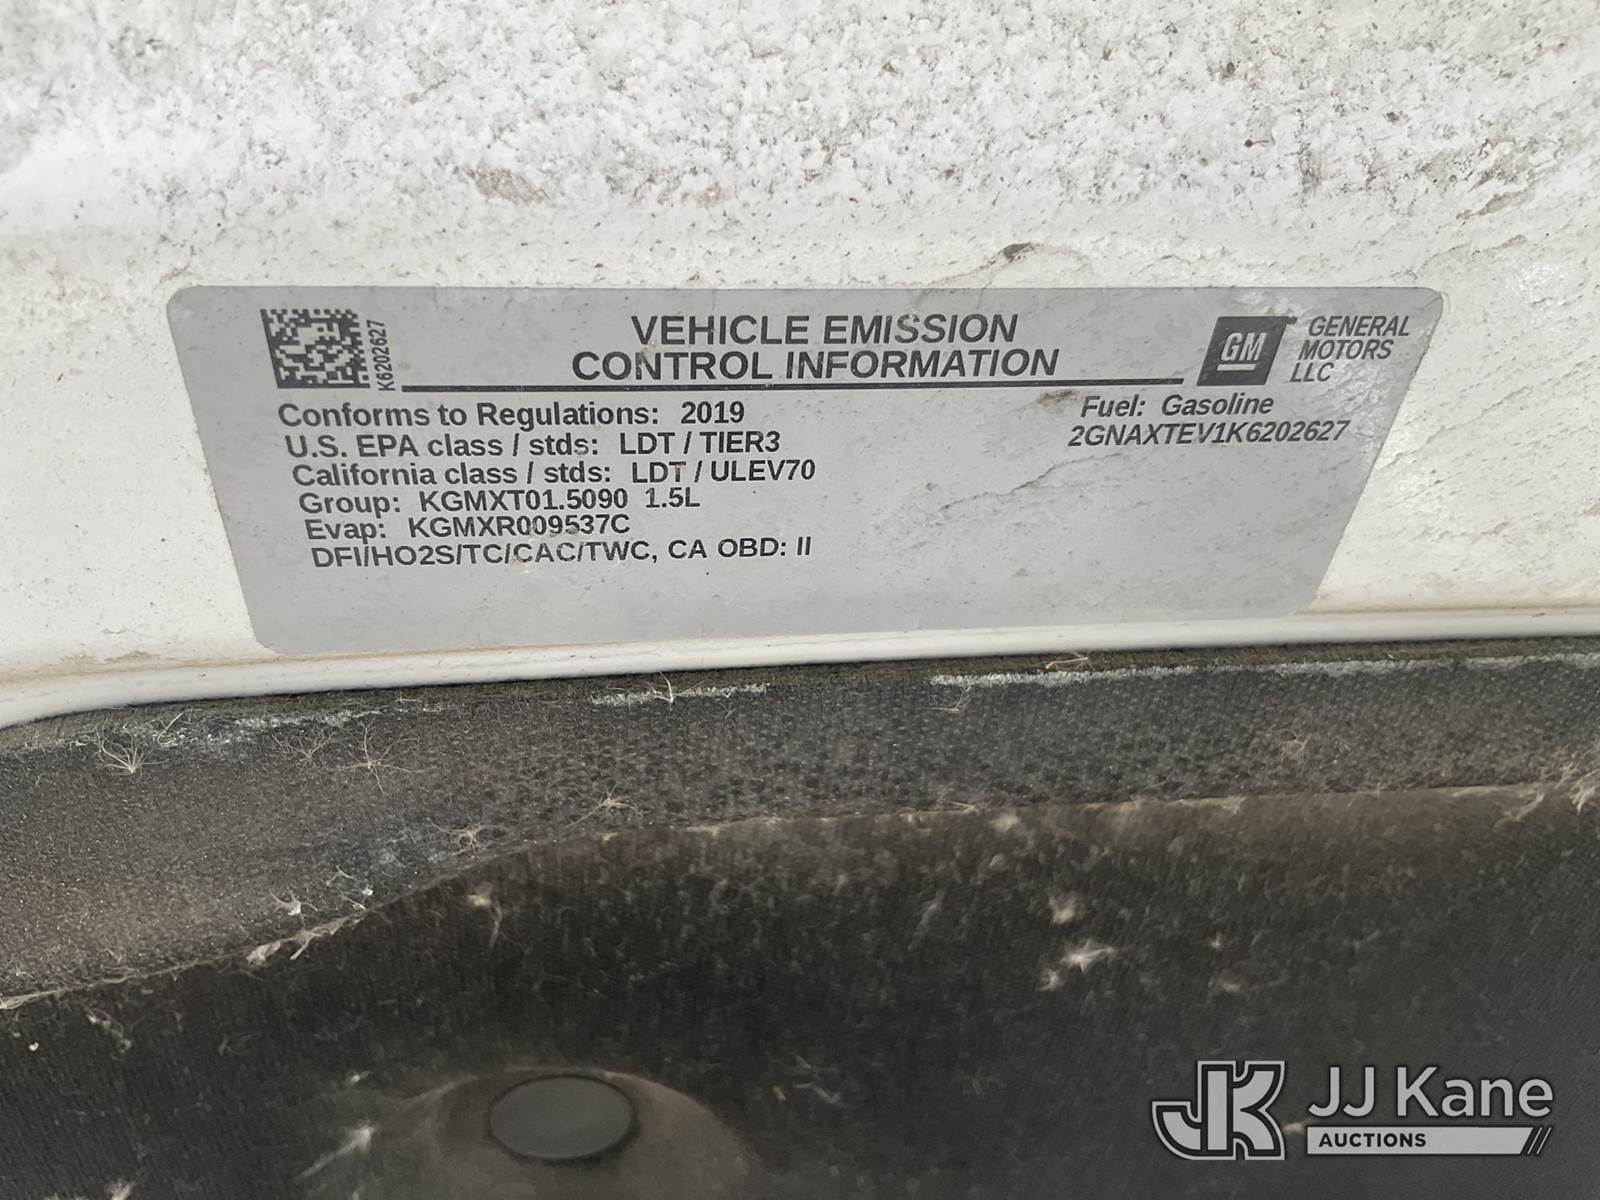 K6202627
VEHICLE EMISSION
CONTROL INFORMATION
GM
GENERAL
MOTORS
LLC
Conforms to Regulations: 2019
U.S. EPA class / stds: LDT / TIER3
California class / stds: LDT / ULEV70
Group: KGMXT01.5090 1.5L
Evap: KGMXR009537C
DFI/HO2S/TC/CAC/TWC, CA OBD: II
Fuel: Gasoline
2GNAXTEV1K6202627
JK JJ Kane
AUCTIONS